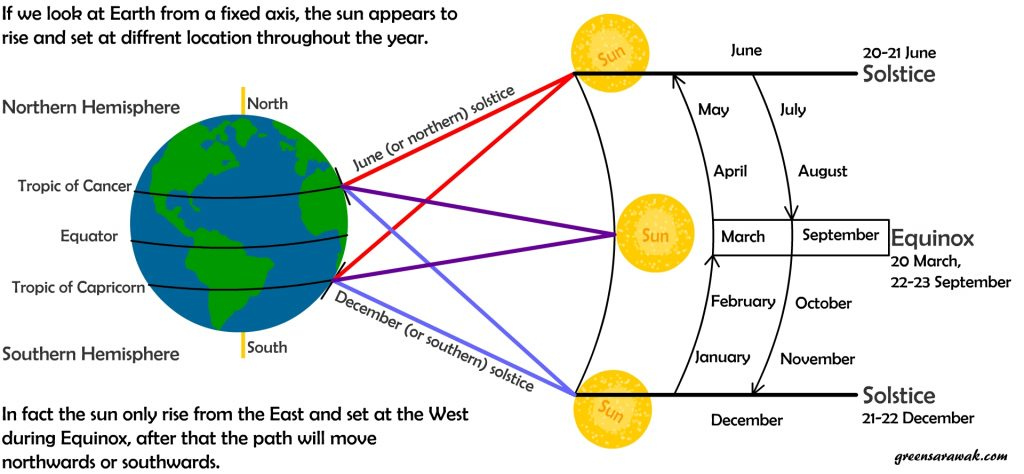 If we look at Earth from a fixed axis, the sun appears to
rise and set at diffrent location throughout the year.
Northern Hemisphere
North
Tropic of Cancer
Equator
Tropic of Capricorn
Southern Hemisphere
South
June (or northern) solstice
December (or southern) solstice
Sun
Sun
Sun
June
20-21 June
Solstice
May
July
April
August
March
September
Equinox
20 March,
22-23 September
February
October
January
November
December
Solstice
21-22 December
In fact the sun only rise from the East and set at the West
during Equinox, after that the path will move
northwards or southwards.
greensarawak.com